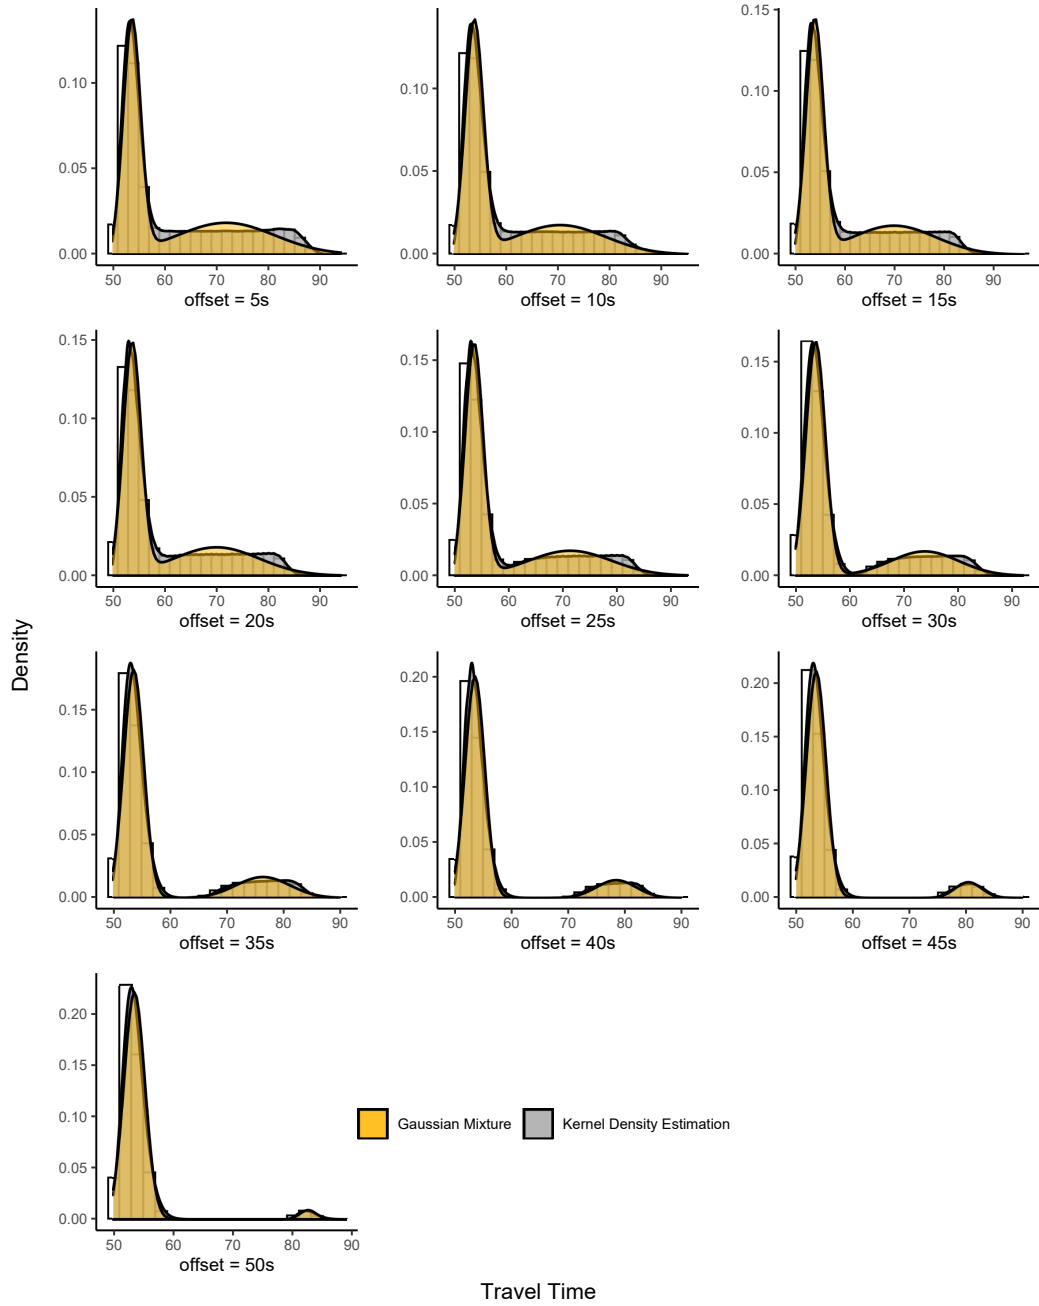 0.10
0.05
0.00
50 60 70 80 90
offset = 5s
0.10
0.05
0.00
50 60 70 80 90
offset = 10s
0.15
0.10
0.05
0.00
50 60 70 80 90
offset = 15s
0.15
0.10
0.05
0.00
50 60 70 80 90
offset = 20s
0.15
0.10
0.05
0.00
50 60 70 80 90
offset = 25s
0.15
0.10
0.05
0.00
50 60 70 80 90
offset = 30s
Density
0.15
0.10
0.05
0.00
50 60 70 80 90
offset = 35s
0.20
0.15
0.10
0.05
0.00
50 60 70 80 90
offset = 40s
0.20
0.15
0.10
0.05
0.00
50 60 70 80 90
offset = 45s
0.20
0.15
0.10
0.05
0.00
50 60 70 80 90
offset = 50s
Gaussian Mixture
Kernel Density Estimation
Travel Time